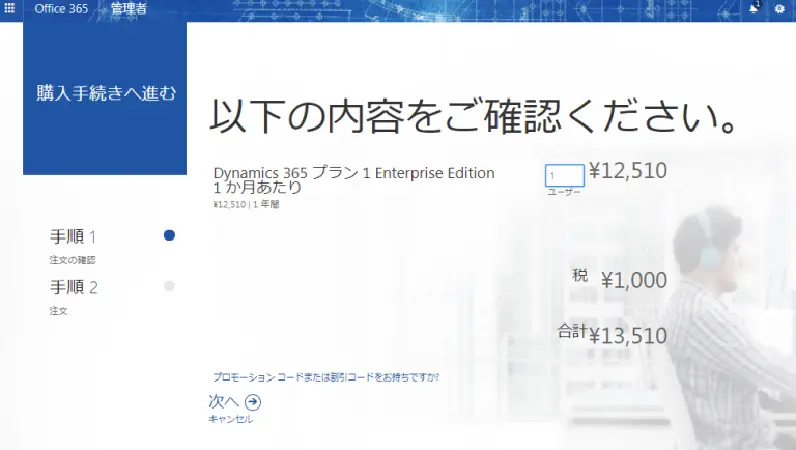 Office 365 管理者
1
購入手続きへ進む
以下の内容をご確認ください。
Dynamics 365 プラン 1 Enterprise Edition
1 か月あたり
¥12,510 | 1 年間
1
ユーザー
¥12,510
手順 1
注文の確認
手順 2
注文
税 ¥1,000
合計 ¥13,510
プロモーション コードまたは割引コードをお持ちですか?
次へ
キャンセル